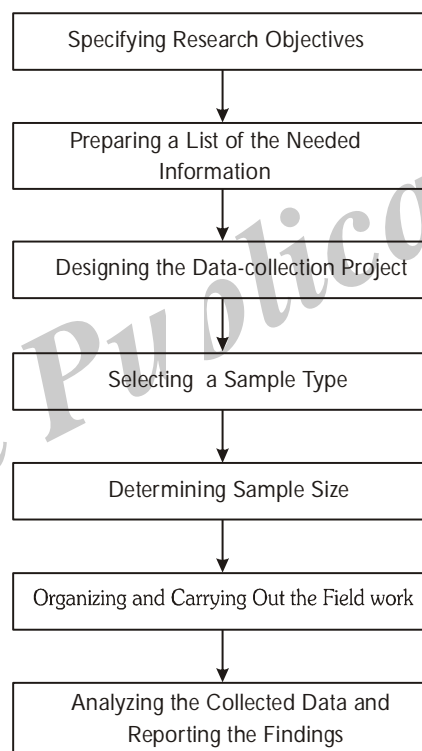 Specifying Research Objectives
Preparing a List of the Needed
Information
Designing the Data-collection Project
Selecting a Sample Type
Determining Sample Size
Organizing and Carrying Out the Field work
Analyzing the Collected Data and
Reporting the Findings